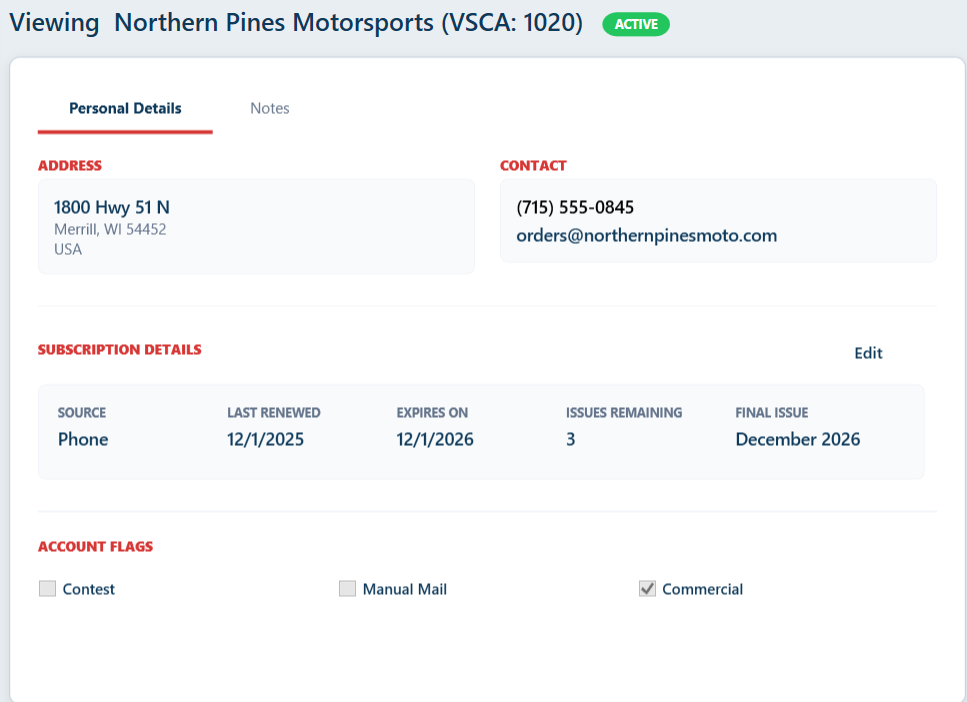 Viewing Northern Pines Motorsports (VSCA: 1020) ACTIVE
Personal Details Notes
ADDRESS
1800 Hwy 51 N
Merrill, WI 54452
USA
CONTACT
(715) 555-0845
orders@northernpinesmoto.com
SUBSCRIPTION DETAILS Edit
SOURCE LAST RENEWED EXPIRES ON ISSUES REMAINING FINAL ISSUE
Phone 12/1/2025 12/1/2026 3 December 2026
ACCOUNT FLAGS
Contest Manual Mail Commercial